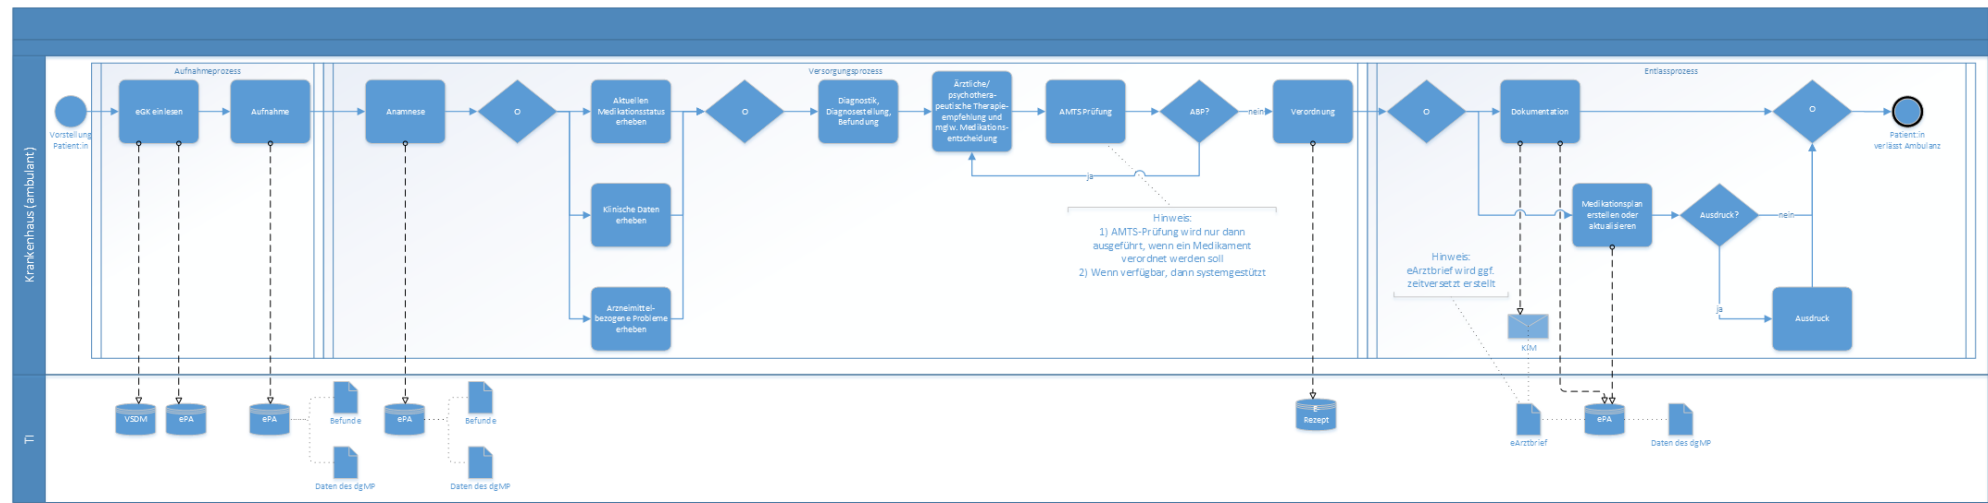 Krankenhaus (ambulant)
Aufnahmeprozess
Versorgungsprozess
Entlassprozess
Vorstellung
Patient:in
eGK einlesen
Aufnahme
Anamnese
O
Aktuellen
Medikationsstatus
erheben
Klinische Daten
erheben
Arzneimittel-
bezogene Probleme
erheben
O
Diagnostik,
Diagnosestellung,
Befundung
Ärztliche/
psychothera-
peutische Therapie-
empfehlung und
mglw. Medikations-
entscheidung
AMTS Prüfung
ABP?
nein
ja
Verordnung
Hinweis:
1) AMTS-Prüfung wird nur dann
ausgeführt, wenn ein Medikament
verordnet werden soll
2) Wenn verfügbar, dann systemgestützt
O
Dokumentation
O
Patient:in
verlässt Ambulanz
Medikationsplan
erstellen oder
aktualisieren
Ausdruck?
nein
ja
Ausdruck
Hinweis:
eArztbrief wird ggf.
zeitversetzt erstellt
KIM
TI
VSDM
ePA
ePA
Befunde
Daten des dgMP
ePA
Befunde
Daten des dgMP
E-
Rezept
eArztbrief
ePA
Daten des dgMP